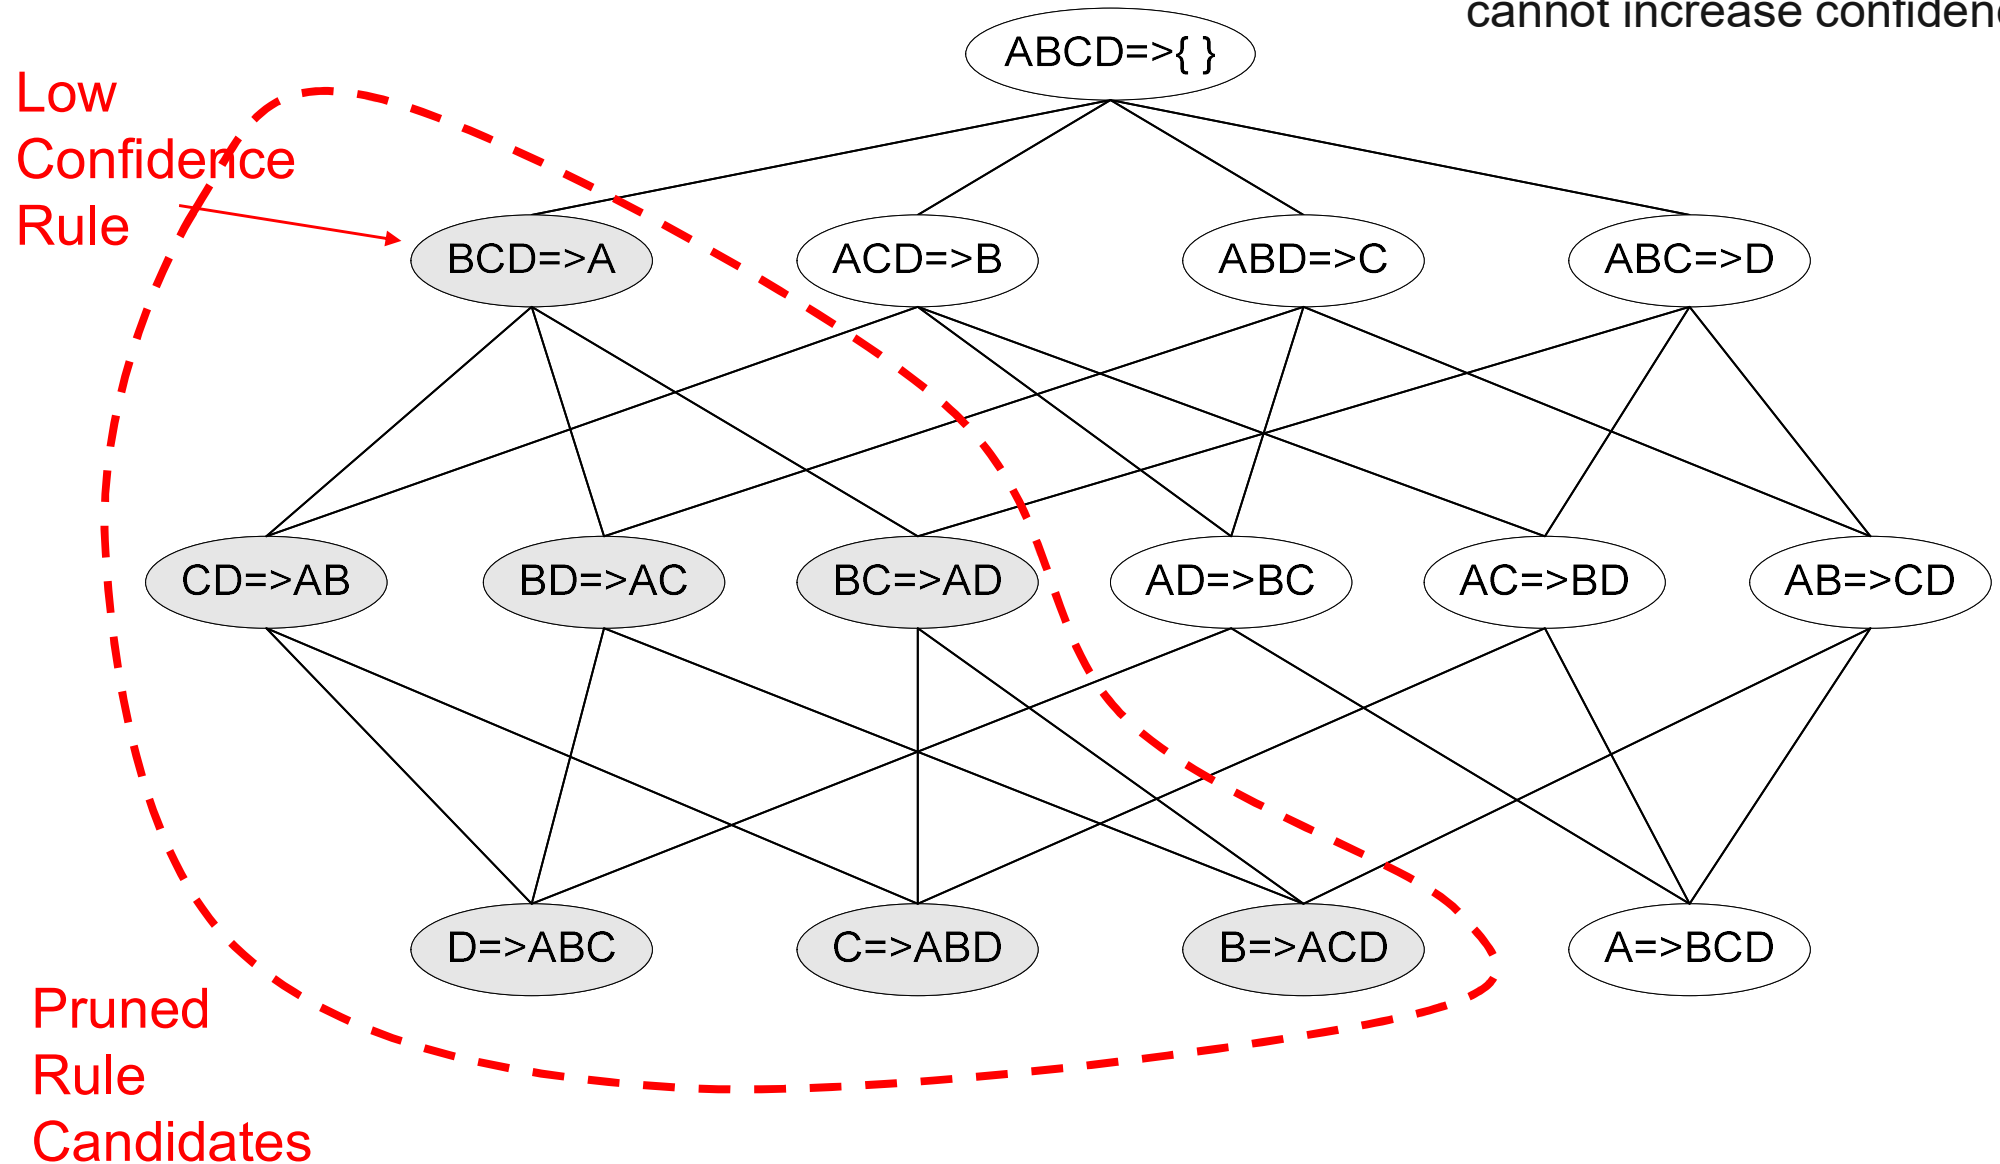 cannot increase confiden
ABCD=>{ }
Low
Confidence
Rule
BCD=>A
ACD=>B
ABD=>C
ABC=>D
CD=>AB
BD=>AC
BC=>AD
AD=>BC
AC=>BD
AB=>CD
D=>ABC
C=>ABD
B=>ACD
A=>BCD
Pruned
Rule
Candidates